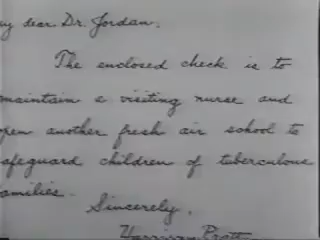 my dear Dr. Jordan.
The enclosed check is to
maintain a visiting nurse and
open another fresh air school to
safeguard children of tuberculous
families.
Sincerely,